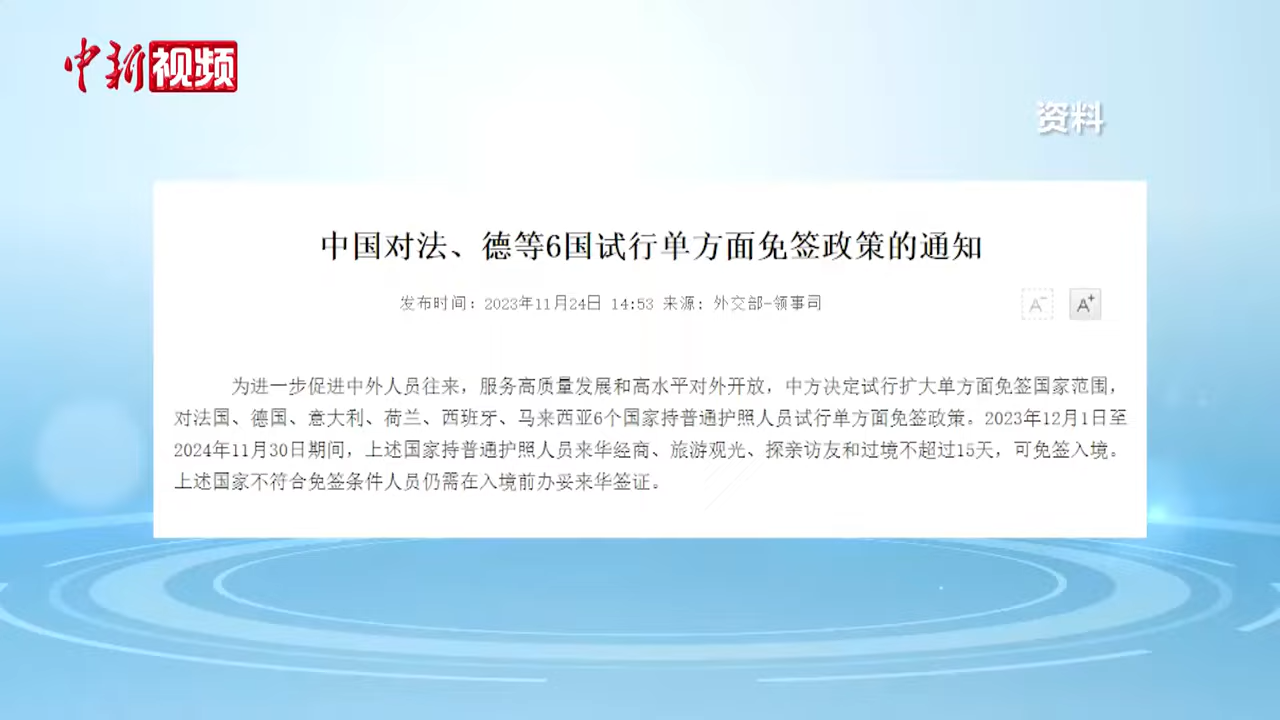 中新视频
资料
中国对法、德等6国试行单方面免签政策的通知
发布时间：2023年11月24日 14:53 来源：外交部-领事司
A- A+
为进一步促进中外人员往来，服务高质量发展和高水平对外开放，中方决定试行扩大单方面免签国家范围，
对法国、德国、意大利、荷兰、西班牙、马来西亚6个国家持普通护照人员试行单方面免签政策。2023年12月1日至
2024年11月30日期间，上述国家持普通护照人员来华经商、旅游观光、探亲访友和过境不超过15天，可免签入境。
上述国家不符合免签条件人员仍需在入境前办妥来华签证。